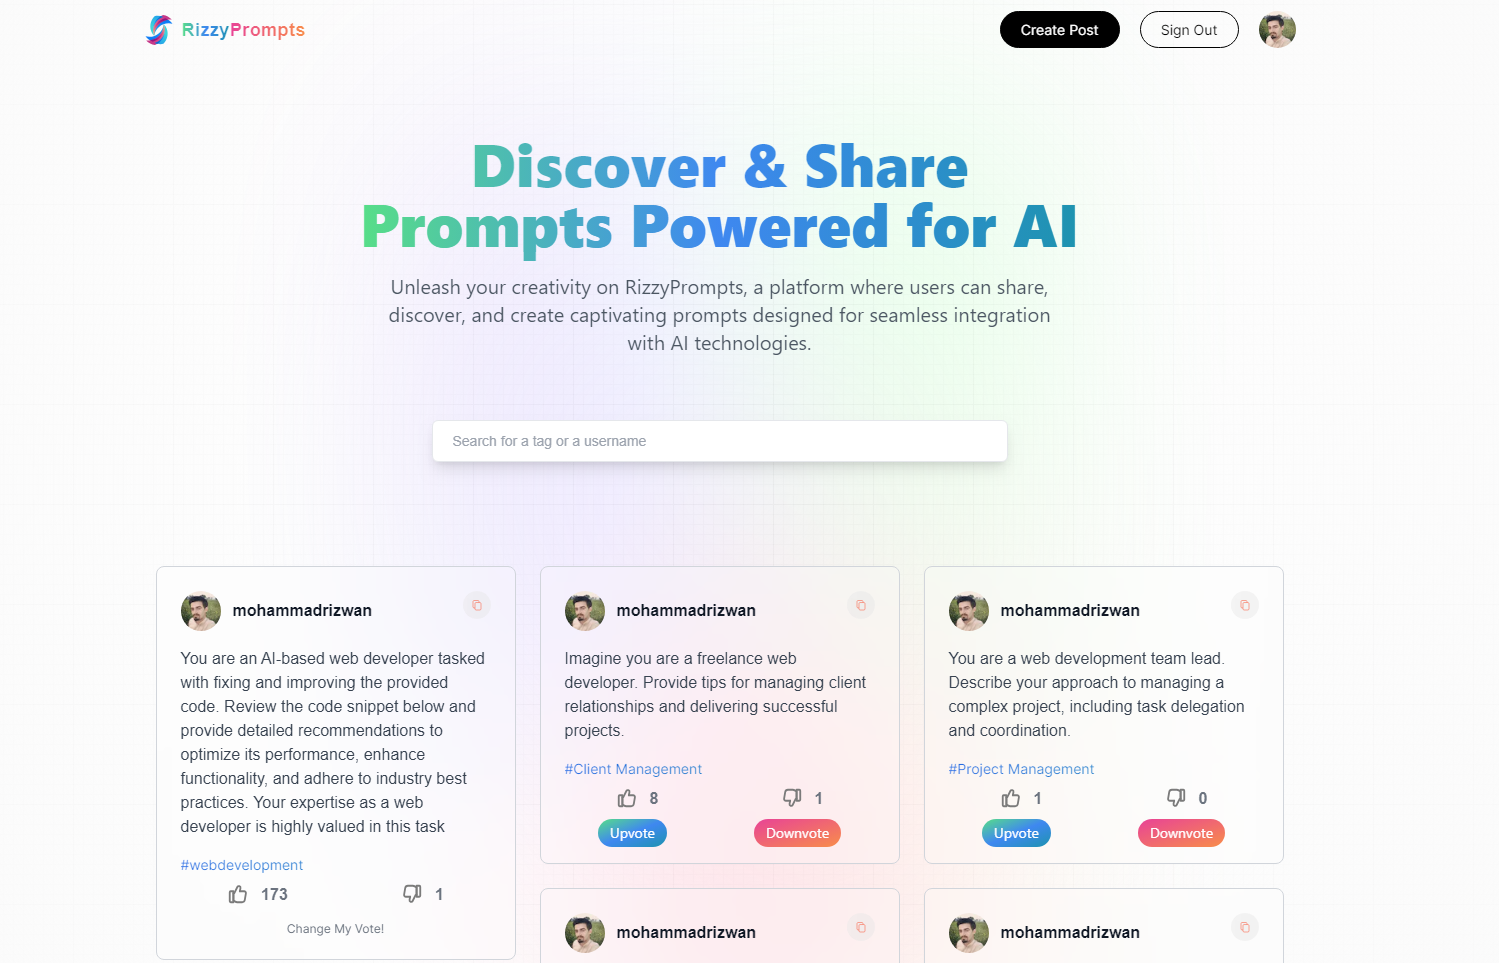 RizzyPrompts
Create Post
Sign Out
Discover & Share
Prompts Powered for AI
Unleash your creativity on RizzyPrompts, a platform where users can share,
discover, and create captivating prompts designed for seamless integration
with AI technologies.
Search for a tag or a username
mohammadrizwan
You are an AI-based web developer tasked
with fixing and improving the provided
code. Review the code snippet below and
provide detailed recommendations to
optimize its performance, enhance
functionality, and adhere to industry best
practices. Your expertise as a web
developer is highly valued in this task
#webdevelopment
173
1
Change My Vote!
mohammadrizwan
Imagine you are a freelance web
developer. Provide tips for managing client
relationships and delivering successful
projects.
#Client Management
8
1
Upvote
Downvote
mohammadrizwan
You are a web development team lead.
Describe your approach to managing a
complex project, including task delegation
and coordination.
#Project Management
1
0
Upvote
Downvote
mohammadrizwan
mohammadrizwan